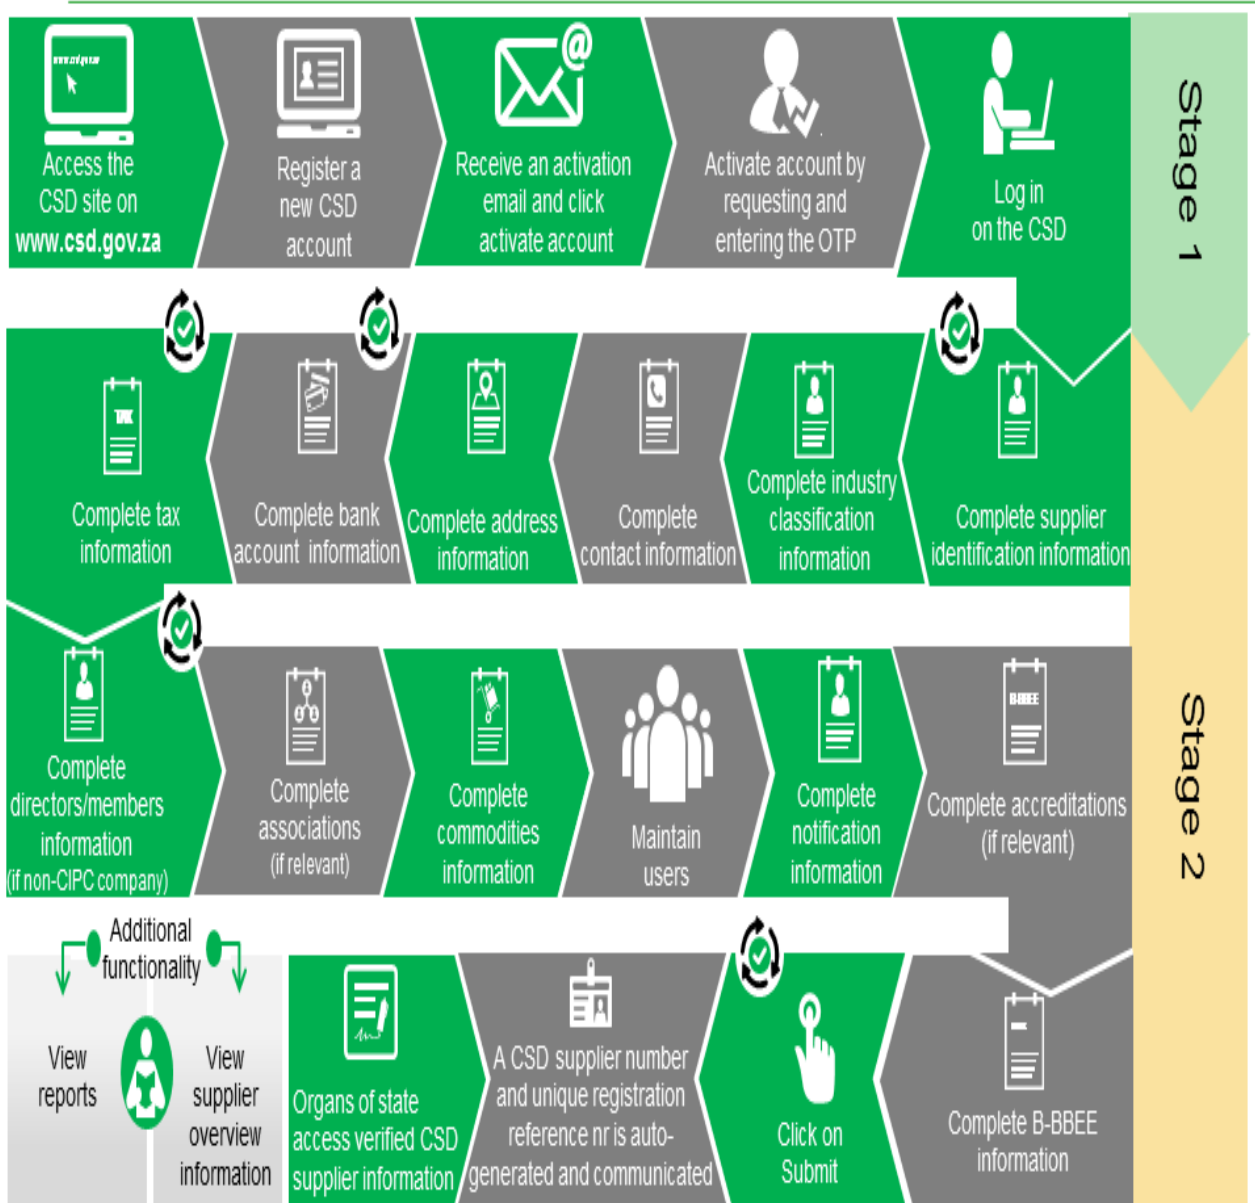 www.csd.gov.za
Access the
CSD site on
www.csd.gov.za
Register a
new CSD
account
@
Receive an activation
email and click
activate account
Activate account by
requesting and
entering the OTP
Log in
on the CSD
Stage 1
Complete supplier
identification information
Complete industry
classification
information
Complete
contact information
Complete address
information
Complete bank
account information
TAX
Complete tax
information
Complete
directors/members
information
(if non-CIPC company)
Complete
associations
(if relevant)
Complete
commodities
information
Maintain
users
Complete
notification
information
B-BBEE
Complete accreditations
(if relevant)
Stage 2
Complete B-BBEE
information
Click on
Submit
A CSD supplier number
and unique registration
reference nr is auto-
generated and communicated
Organs of state
access verified CSD
supplier information
Additional
functionality
View
reports
View
supplier
overview
information